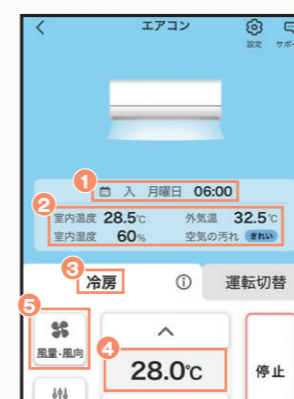 エアコン
設定
サポー
① 入 月曜日 06:00
② 室内温度 28.5℃ 外気温 32.5℃
室内湿度 60% 空気の汚れ きれい
③ 冷房 運転切替
⑤ 風量・風向
④ 28.0℃
停止